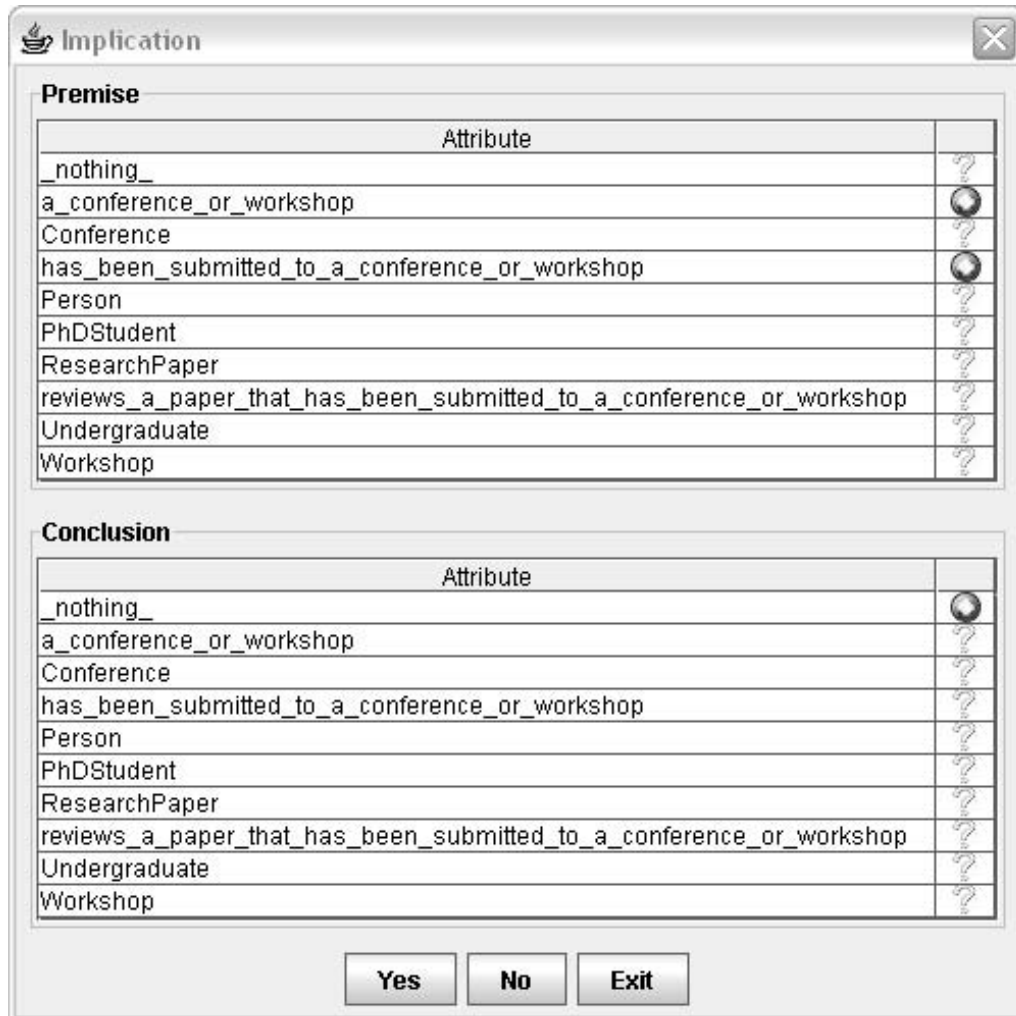 Implication
Premise
Attribute
_nothing_
a_conference_or_workshop
Conference
has_been_submitted_to_a_conference_or_workshop
Person
PhDStudent
ResearchPaper
reviews_a_paper_that_has_been_submitted_to_a_conference_or_workshop
Undergraduate
Workshop
Conclusion
Attribute
_nothing_
a_conference_or_workshop
Conference
has_been_submitted_to_a_conference_or_workshop
Person
PhDStudent
ResearchPaper
reviews_a_paper_that_has_been_submitted_to_a_conference_or_workshop
Undergraduate
Workshop
Yes No Exit